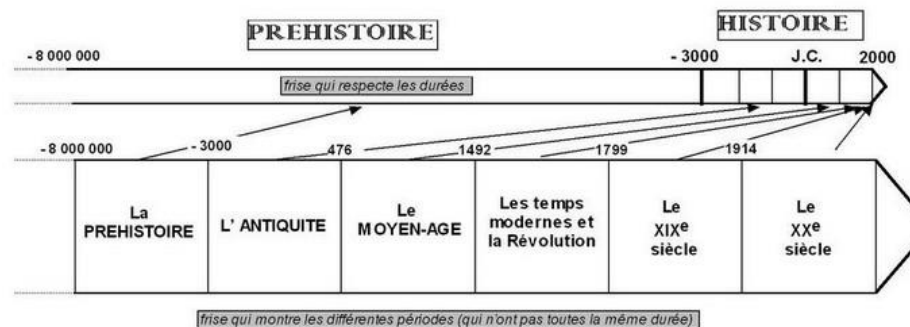 PREHISTOIRE
HISTOIRE
- 8 000 000
- 3000
J.C.
2000
frise qui respecte les durées
- 8 000 000
- 3000
476
1492
1799
1914
La
PREHISTOIRE
L' ANTIQUITE
Le
MOYEN-AGE
Les temps
modernes et
la Révolution
Le
XIXe
siècle
Le
XXe
siècle
frise qui montre les différentes périodes (qui n'ont pas toutes la même durée)